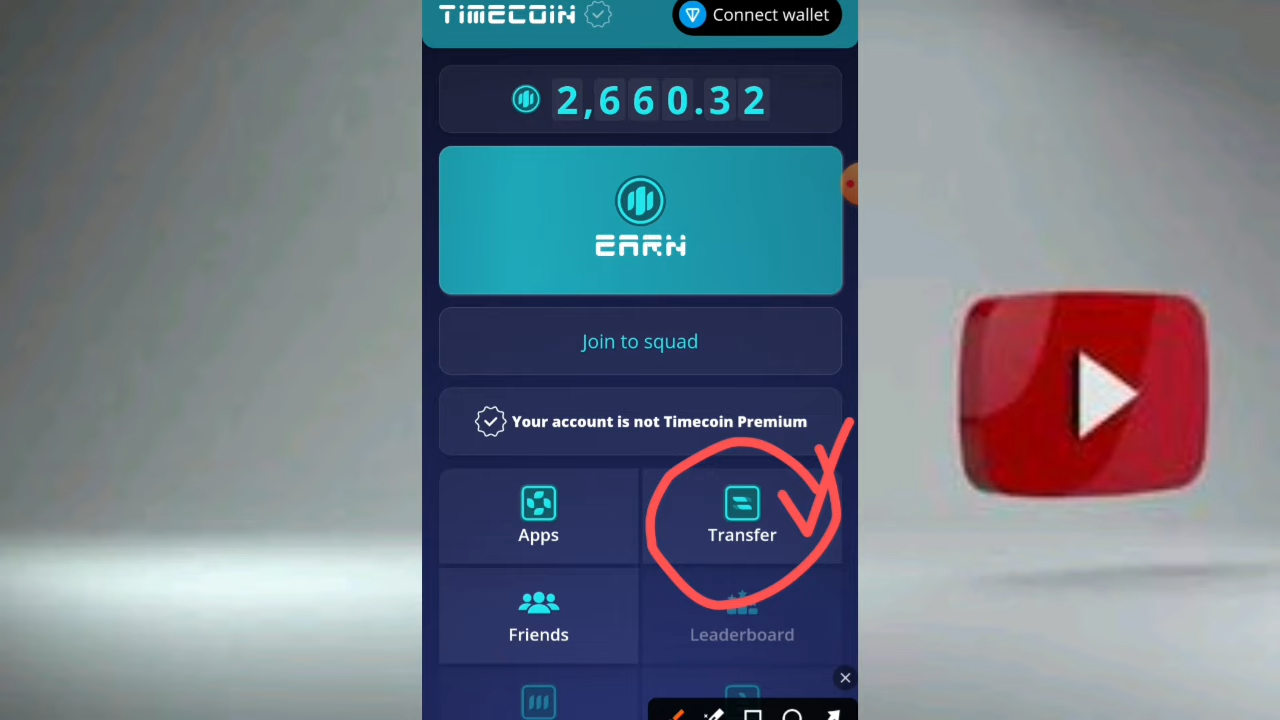 TIMECOIN
Connect wallet
2,660.32
EARN
Join to squad
Your account is not Timecoin Premium
Apps
Transfer
Friends
Leaderboard